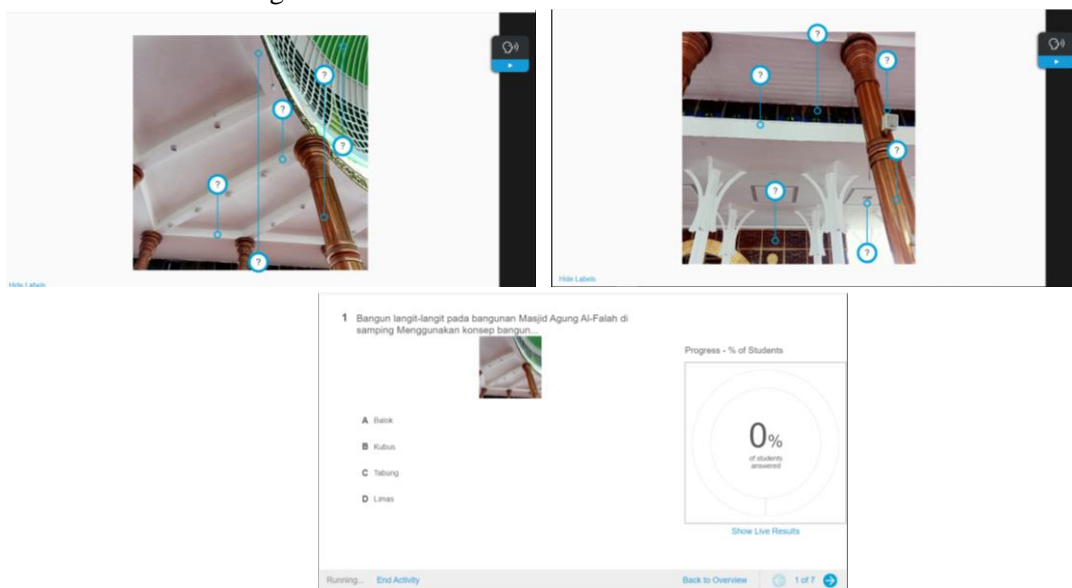 ?
?
?
?
?
Hide Labels
?
?
?
?
?
?
Hide Labels
1 Bangun langit-langit pada bangunan Masjid Agung Al-Falah di
samping Menggunakan konsep bangun...
A Balok
B Kubus
C Tabung
D Limas
Progress - % of Students
0%
of students
answered
Show Live Results
Running... End Activity
Back to Overview
1 of 7